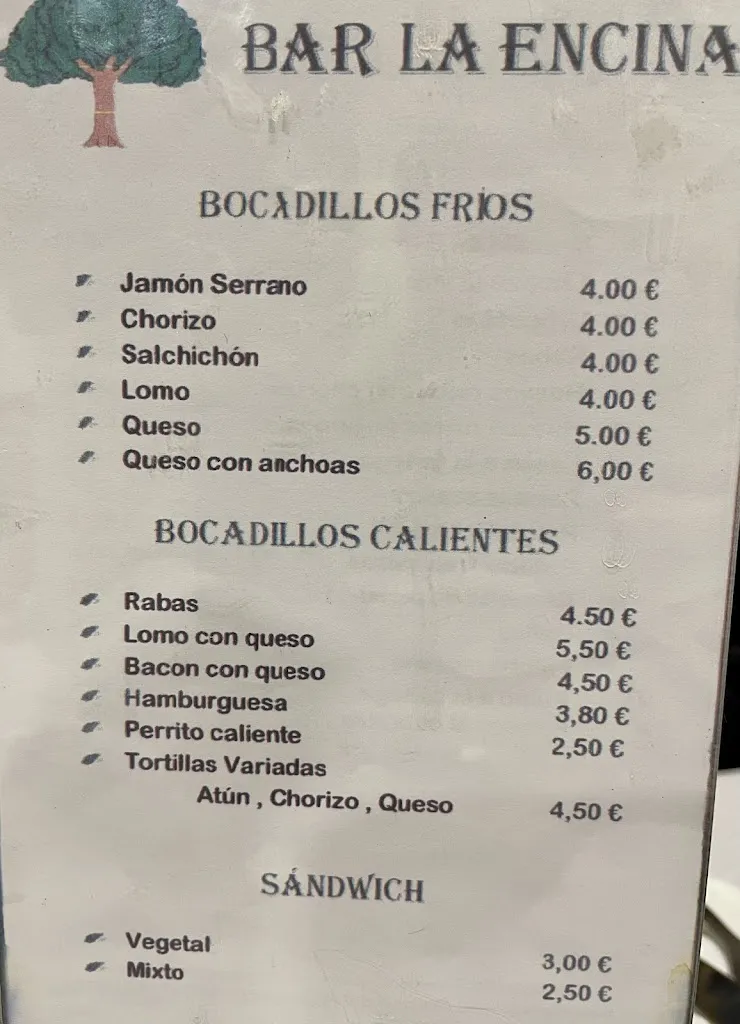 BAR LA ENCINA
BOCADILLOS FRÍOS
Jamón Serrano 4.00 €
Chorizo 4.00 €
Salchichón 4.00 €
Lomo 4.00 €
Queso 5.00 €
Queso con anchoas 6,00 €
BOCADILLOS CALIENTES
Rabas 4.50 €
Lomo con queso 5,50 €
Bacon con queso 4,50 €
Hamburguesa 3,80 €
Perrito caliente 2,50 €
Tortillas Variadas
Atún , Chorizo , Queso 4,50 €
SÁNDWICH
Vegetal 3,00 €
Mixto 2,50 €